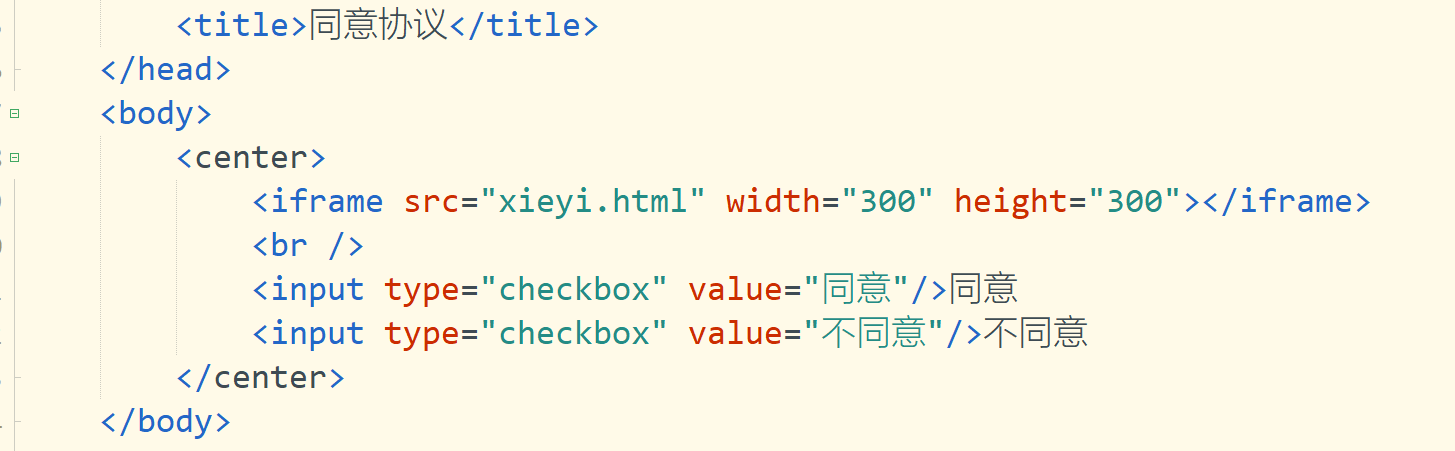 <title>同意协议</title>
</head>
<body>
<center>
<iframe src="xieyi.html" width="300" height="300"></iframe>
<br />
<input type="checkbox" value="同意"/>同意
<input type="checkbox" value="不同意"/>不同意
</center>
</body>